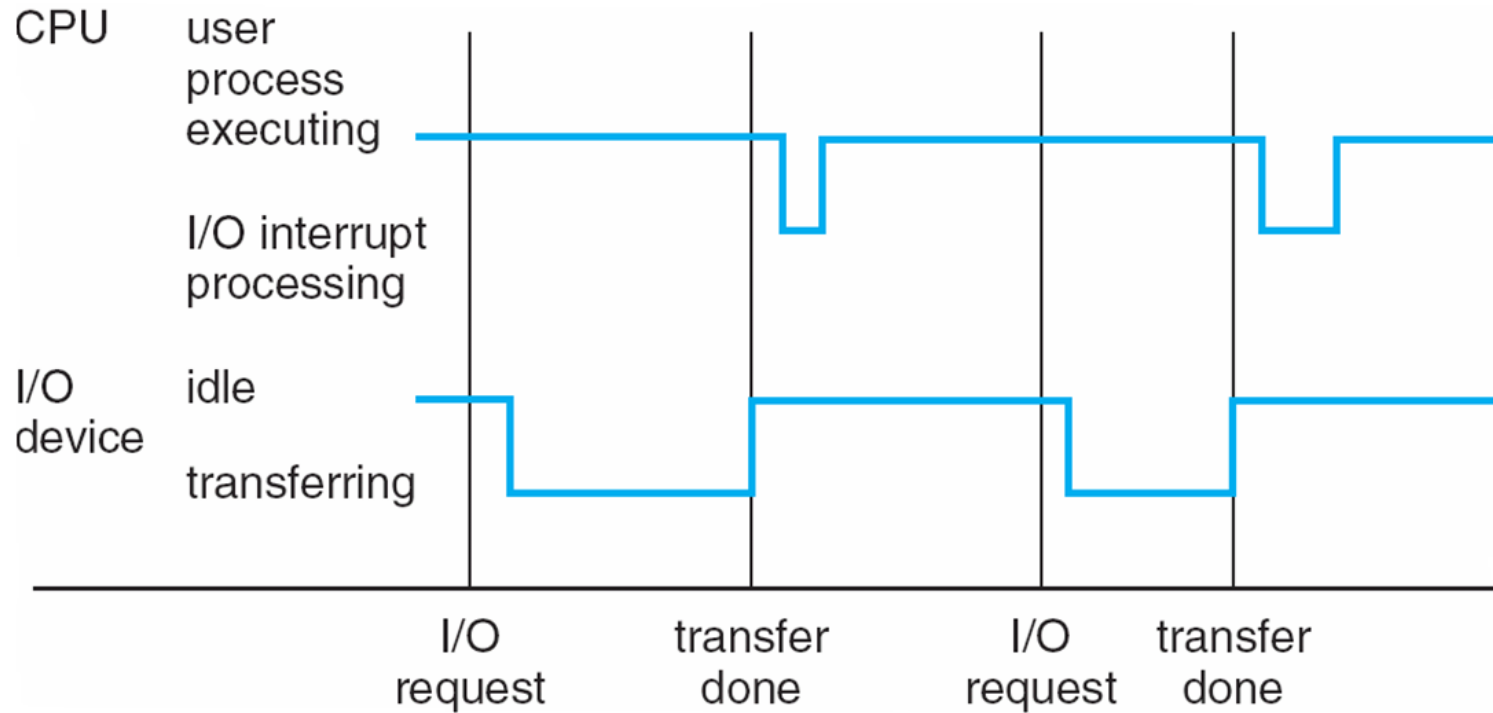 CPU user
process
executing
I/O interrupt
processing
I/O idle
device
transferring
I/O transfer I/O transfer
request done request done